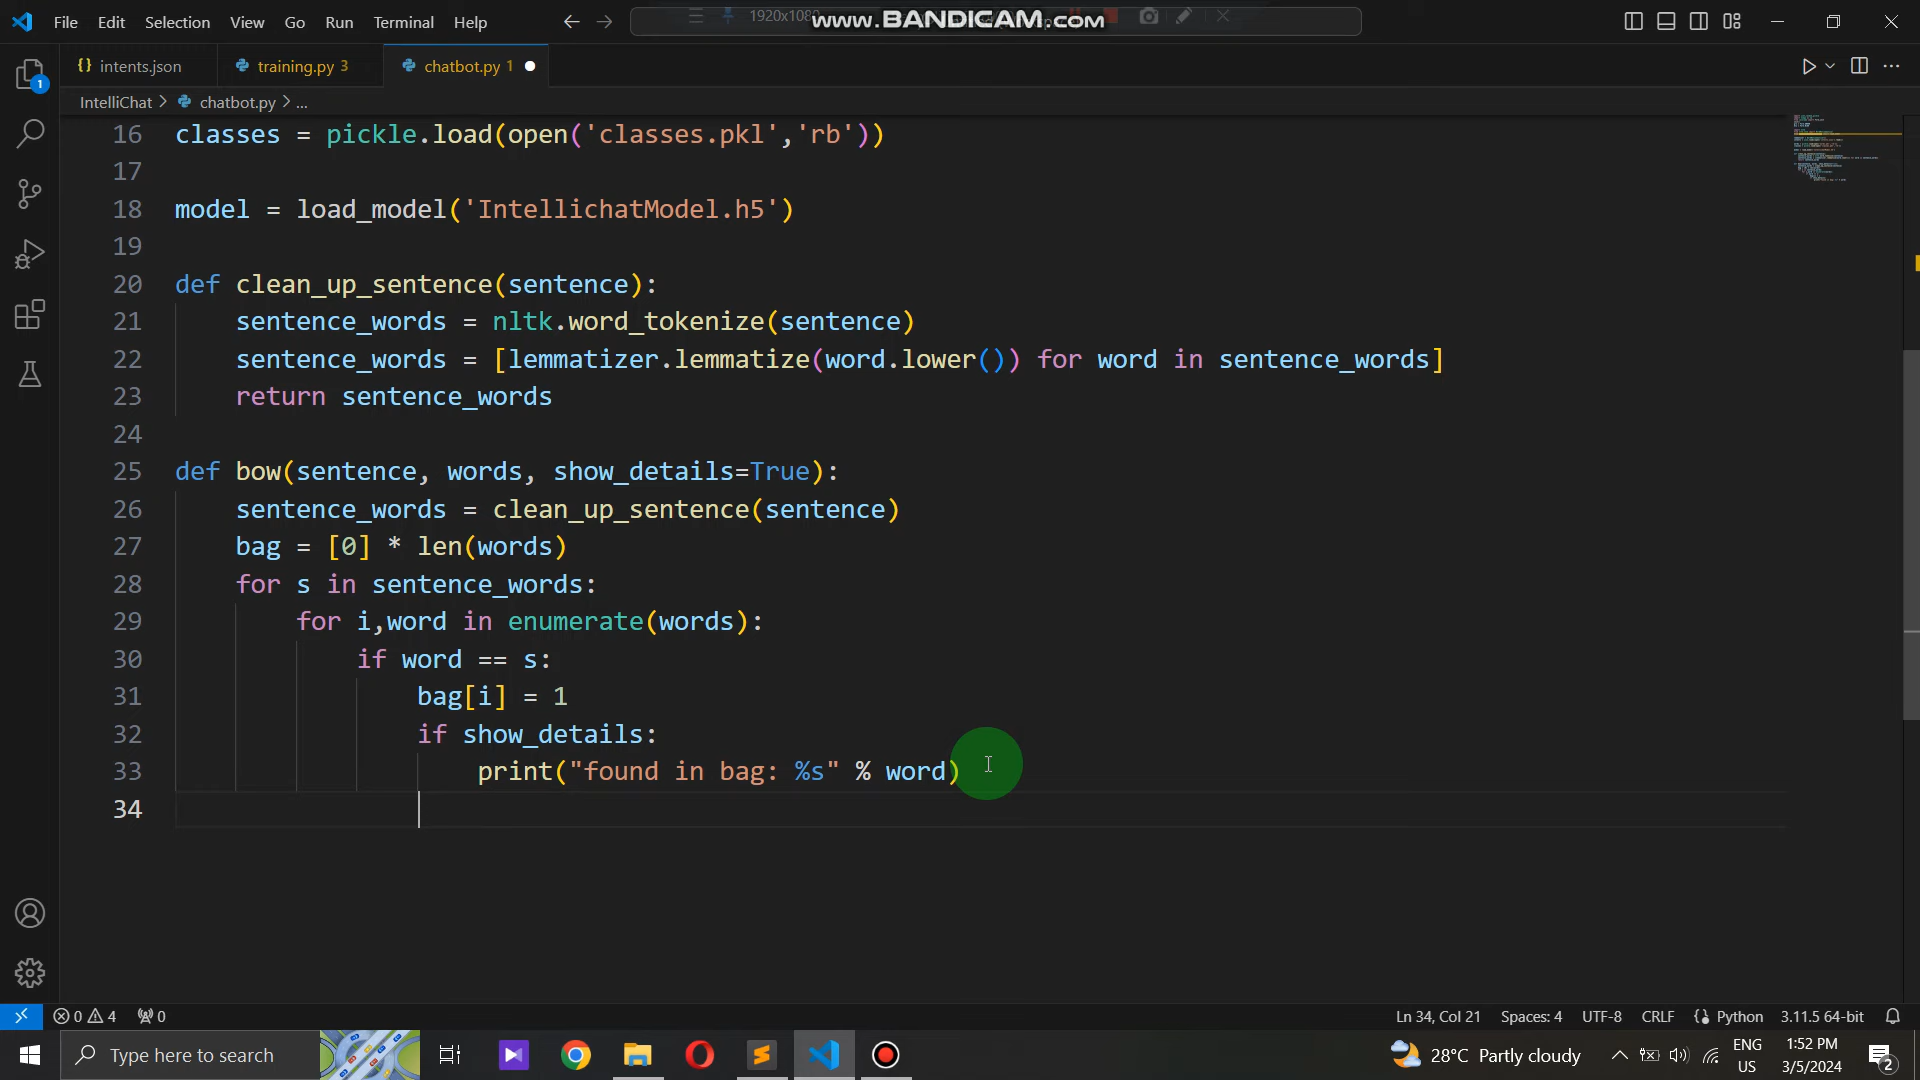 File Edit Selection View Go Run Terminal Help
1920x1080
www.BANDICAM.com
intents.json
training.py 3
chatbot.py 1
1
IntelliChat > chatbot.py > ...
16 classes = pickle.load(open('classes.pkl','rb'))
17
18 model = load_model('IntellichatModel.h5')
19
20 def clean_up_sentence(sentence):
21 sentence_words = nltk.word_tokenize(sentence)
22 sentence_words = [lemmatizer.lemmatize(word.lower()) for word in sentence_words]
23 return sentence_words
24
25 def bow(sentence, words, show_details=True):
26 sentence_words = clean_up_sentence(sentence)
27 bag = [0] * len(words)
28 for s in sentence_words:
29 for i,word in enumerate(words):
30 if word == s:
31 bag[i] = 1
32 if show_details:
33 print("found in bag: %s" % word)
34
0 4 0
Ln 34, Col 21 Spaces: 4 UTF-8 CRLF Python 3.11.5 64-bit
Type here to search
28°C Partly cloudy
ENG
US
1:52 PM
3/5/2024
2